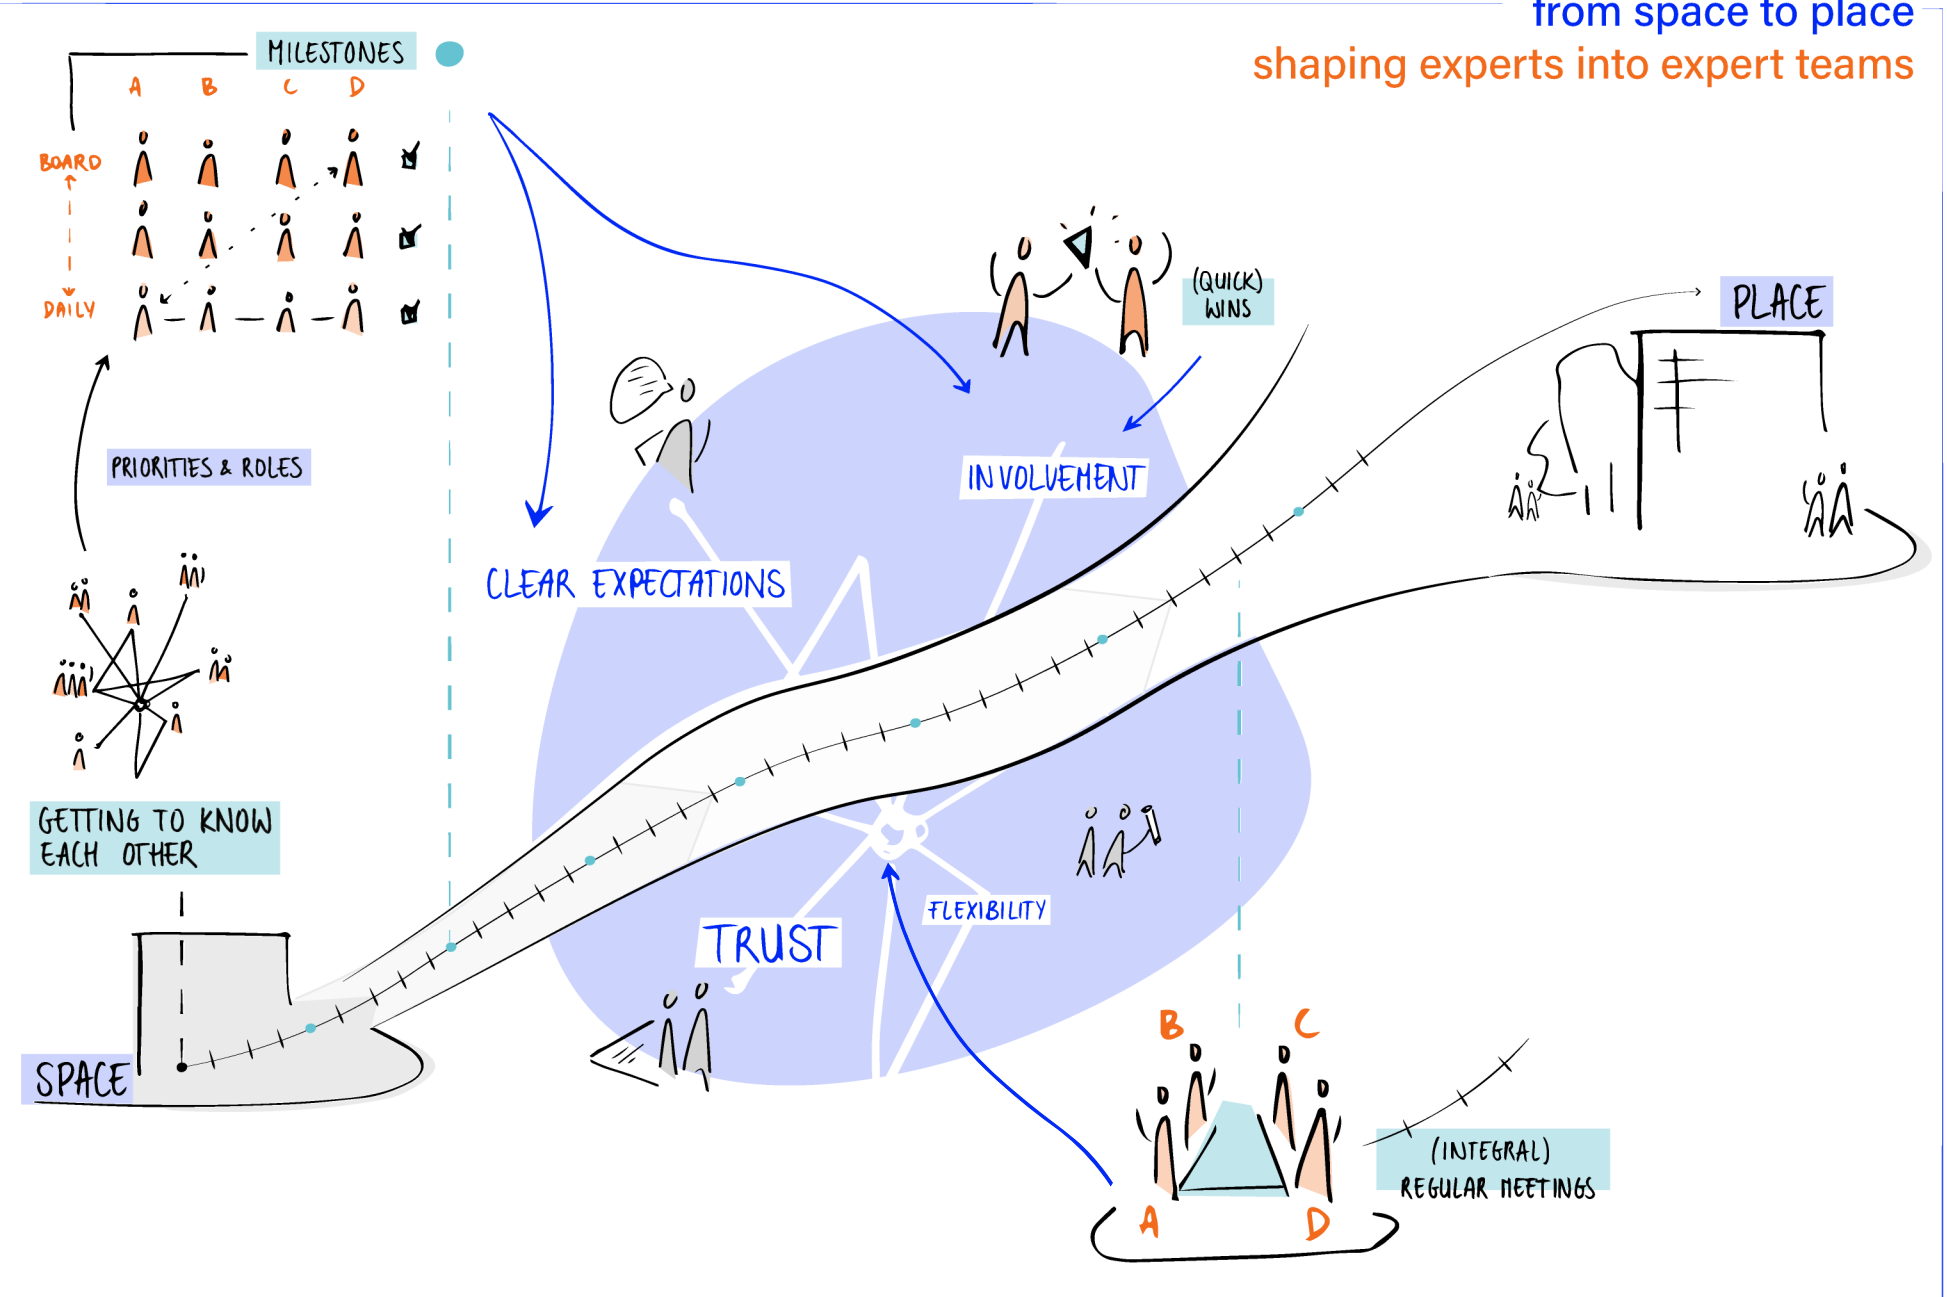 from space to place
shaping experts into expert teams
MILESTONES
A B C D
BOARD
DAILY
(QUICK)
WINS
PLACE
PRIORITIES & ROLES
INVOLVEMENT
CLEAR EXPECTATIONS
GETTING TO KNOW
EACH OTHER
FLEXIBILITY
TRUST
SPACE
B C
(INTEGRAL)
REGULAR MEETINGS
A D